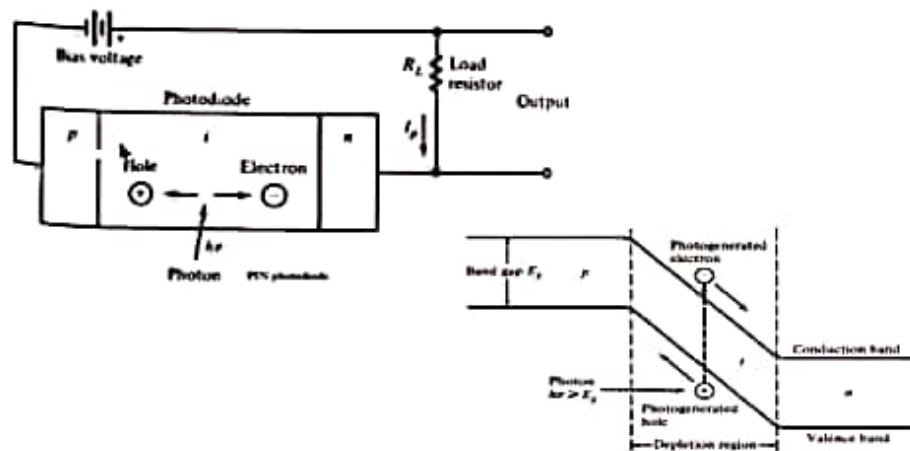 +
Bias voltage
R_L
Load
resistor
Output
Photodiode
I_p
p
i
n
Hole
Electron
+
−
hν
Photon
PIN photodiode
Band gap E_g
p
Photogenerated
electron
−
Conduction band
i
n
Photon
hν ⩾ E_g
+
Photogenerated
hole
Valence band
Depletion region